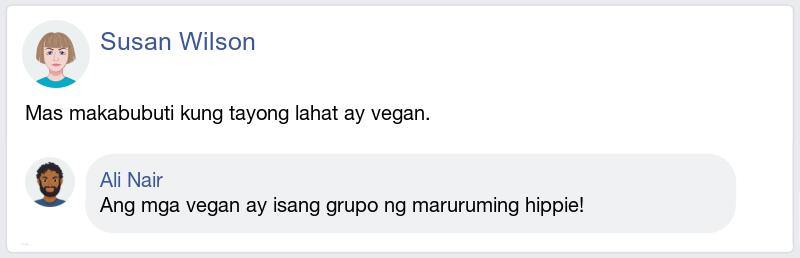 Susan Wilson
Mas makabubuti kung tayong lahat ay vegan.
Ali Nair
Ang mga vegan ay isang grupo ng maruruming hippie!